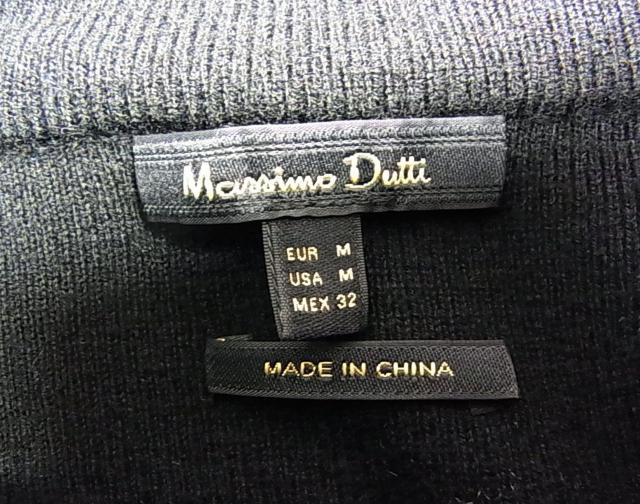 Massimo Dutti
EUR M
USA M
MEX 32
MADE IN CHINA